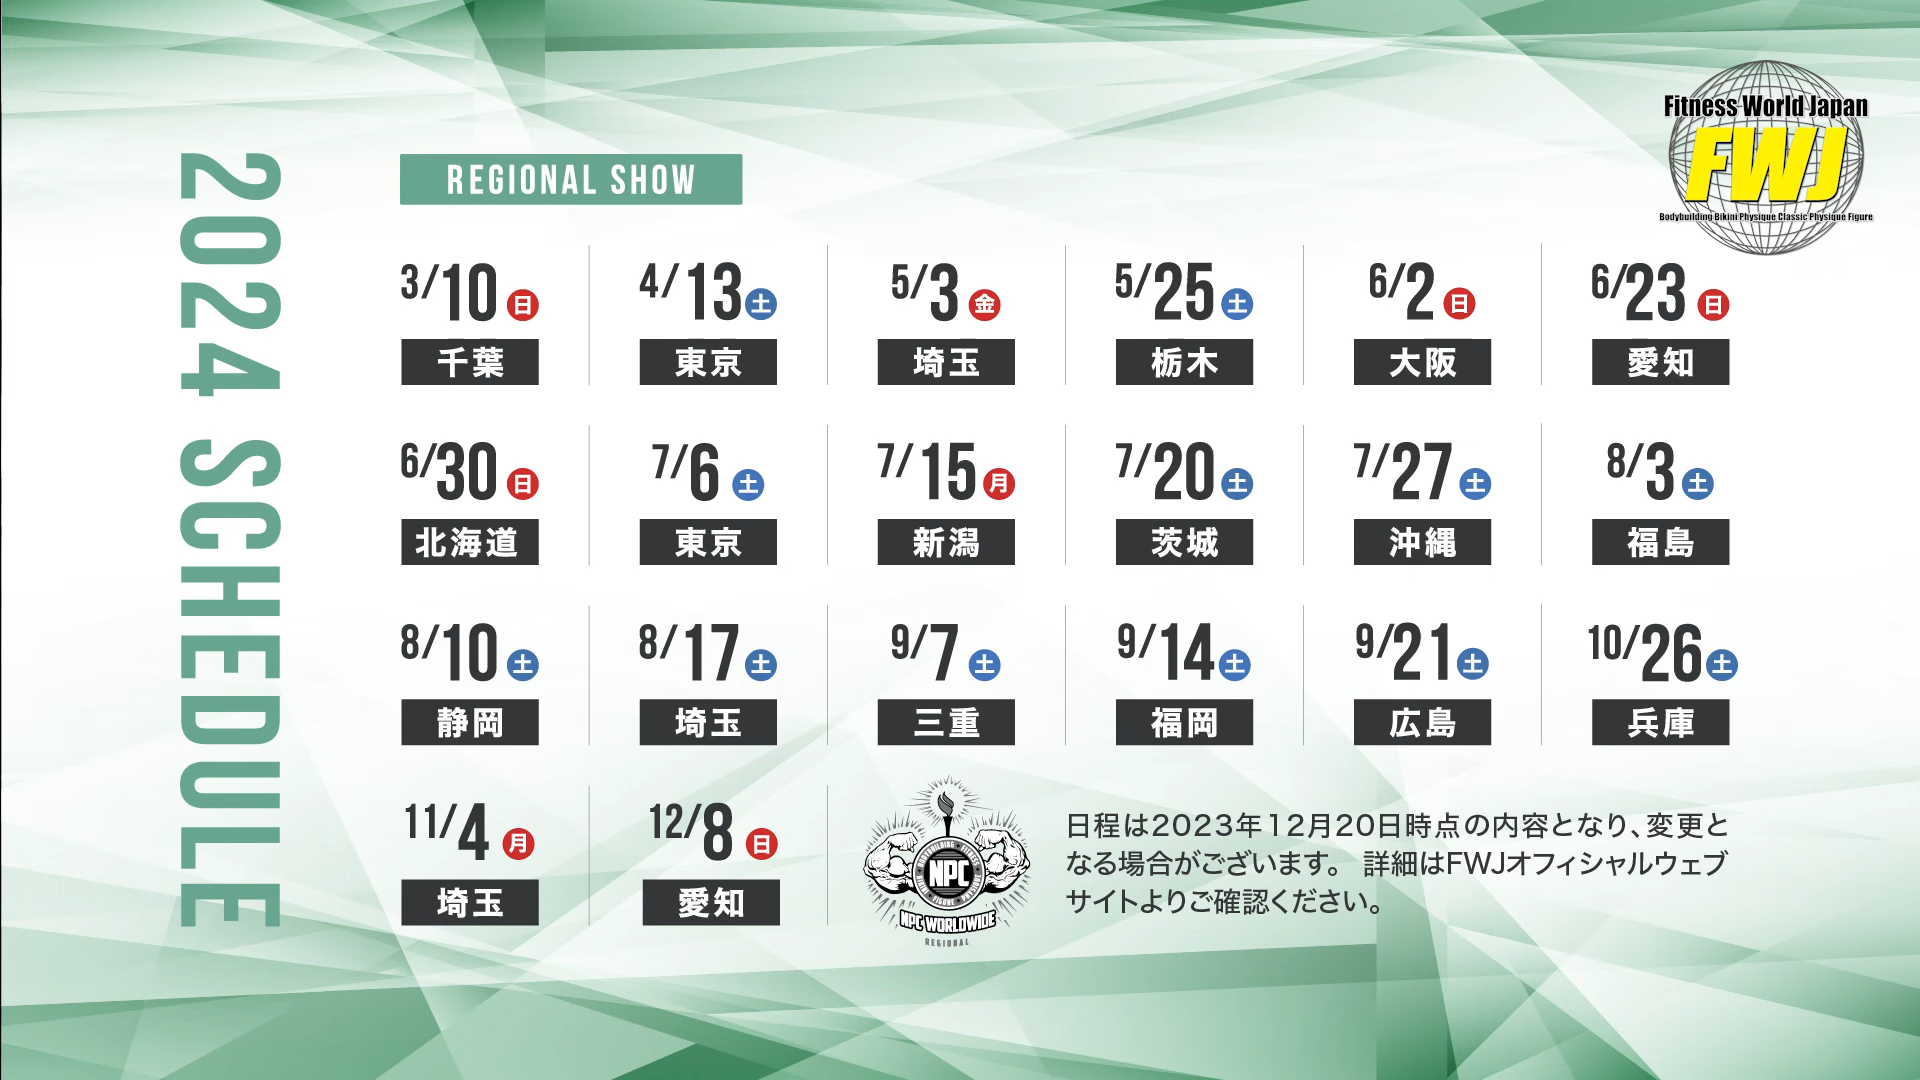 2024 SCHEDULE
REGIONAL SHOW
Fitness World Japan
FWJ
Bodybuilding Bikini Physique Classic Physique Figure
3/10 日
千葉
4/13 土
東京
5/3 金
埼玉
5/25 土
栃木
6/2 日
大阪
6/23 日
愛知
6/30 日
北海道
7/6 土
東京
7/15 月
新潟
7/20 土
茨城
7/27 土
沖縄
8/3 土
福島
8/10 土
静岡
8/17 土
埼玉
9/7 土
三重
9/14 土
福岡
9/21 土
広島
10/26 土
兵庫
11/4 月
埼玉
12/8 日
愛知
NPC
FIGURE
NPC WORLDWIDE
REGIONAL
日程は2023年12月20日時点の内容となり、変更と
なる場合がございます。 詳細はFWJオフィシャルウェブ
サイトよりご確認ください。